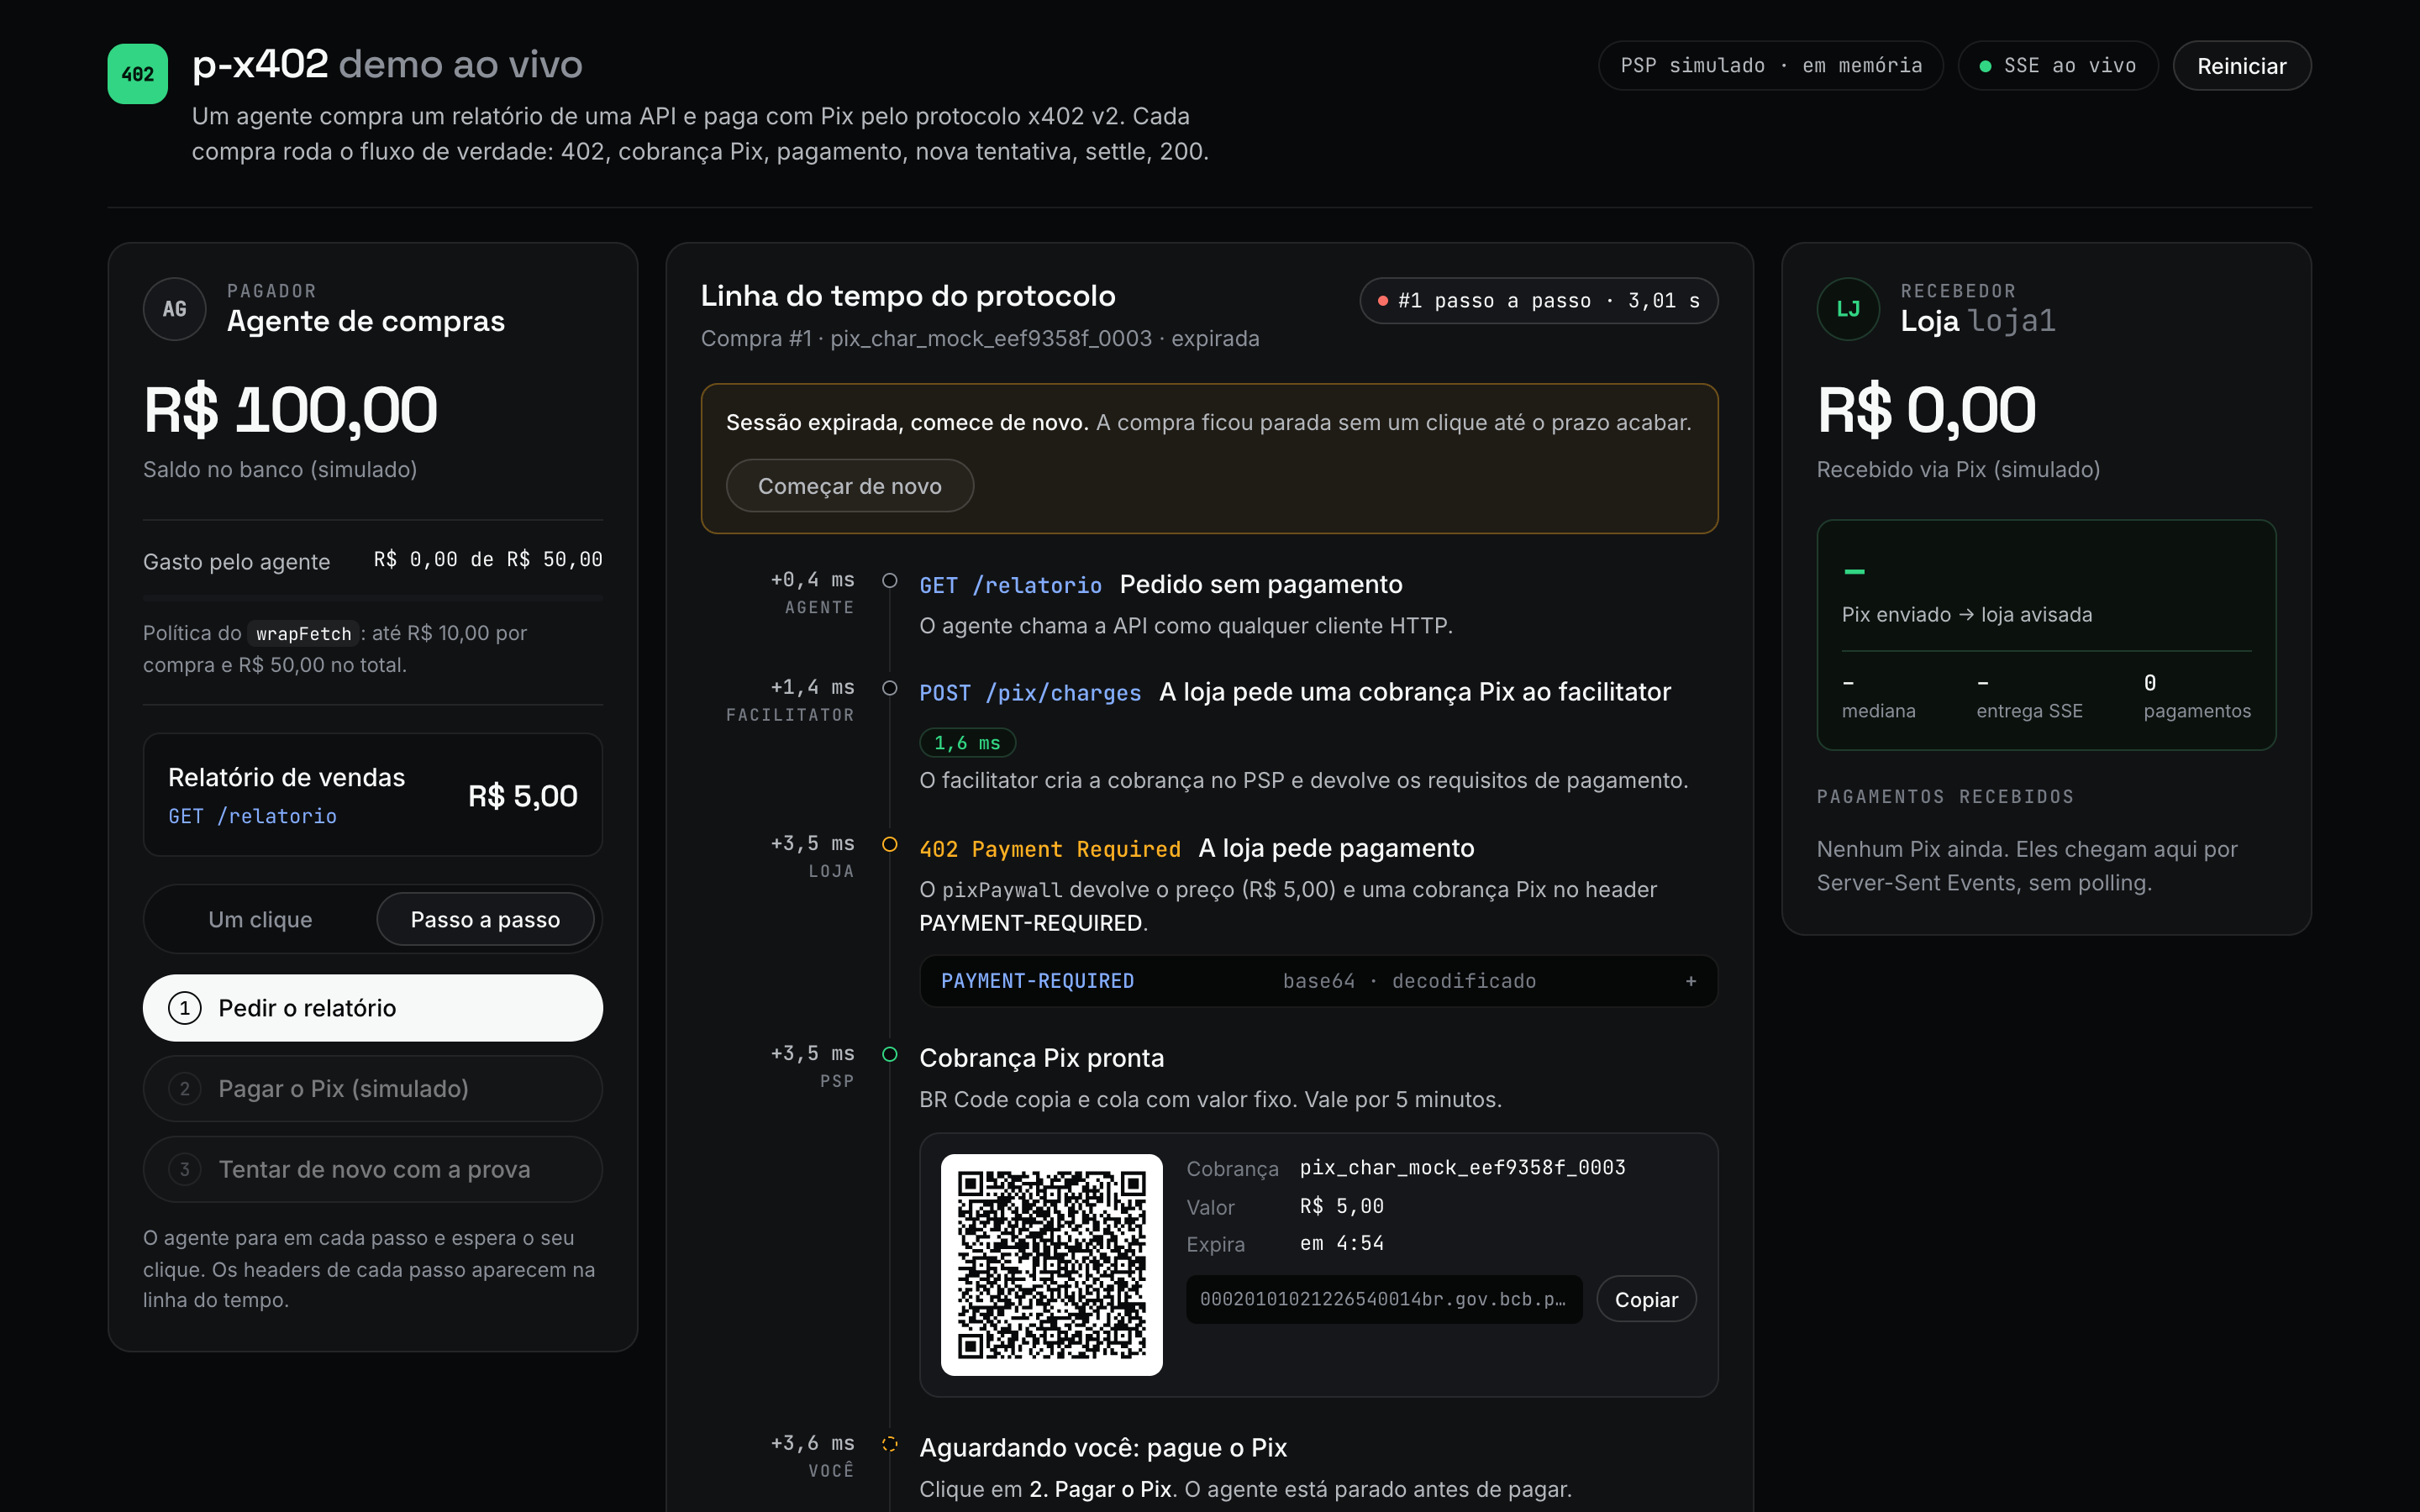 402
p-x402 demo ao vivo
Um agente compra um relatório de uma API e paga com Pix pelo protocolo x402 v2. Cada
compra roda o fluxo de verdade: 402, cobrança Pix, pagamento, nova tentativa, settle, 200.
PSP simulado · em memória
SSE ao vivo
Reiniciar
AG
PAGADOR
Agente de compras
R$ 100,00
Saldo no banco (simulado)
Gasto pelo agente
R$ 0,00 de R$ 50,00
Política do wrapFetch: até R$ 10,00 por
compra e R$ 50,00 no total.
Relatório de vendas
GET /relatorio
R$ 5,00
Um clique
Passo a passo
1 Pedir o relatório
2 Pagar o Pix (simulado)
3 Tentar de novo com a prova
O agente para em cada passo e espera o seu
clique. Os headers de cada passo aparecem na
linha do tempo.
Linha do tempo do protocolo
Compra #1 · pix_char_mock_eef9358f_0003 · expirada
#1 passo a passo · 3,01 s
Sessão expirada, comece de novo. A compra ficou parada sem um clique até o prazo acabar.
Começar de novo
+0,4 ms
AGENTE
GET /relatorio Pedido sem pagamento
O agente chama a API como qualquer cliente HTTP.
+1,4 ms
FACILITATOR
POST /pix/charges A loja pede uma cobrança Pix ao facilitator
1,6 ms
O facilitator cria a cobrança no PSP e devolve os requisitos de pagamento.
+3,5 ms
LOJA
402 Payment Required A loja pede pagamento
O pixPaywall devolve o preço (R$ 5,00) e uma cobrança Pix no header
PAYMENT-REQUIRED.
PAYMENT-REQUIRED base64 · decodificado +
+3,5 ms
PSP
Cobrança Pix pronta
BR Code copia e cola com valor fixo. Vale por 5 minutos.
Cobrança pix_char_mock_eef9358f_0003
Valor R$ 5,00
Expira em 4:54
00020101021226540014br.gov.bcb.p…
Copiar
+3,6 ms
VOCÊ
Aguardando você: pague o Pix
Clique em 2. Pagar o Pix. O agente está parado antes de pagar.
LJ
RECEBEDOR
Loja loja1
R$ 0,00
Recebido via Pix (simulado)
–
Pix enviado → loja avisada
–
mediana
–
entrega SSE
0
pagamentos
PAGAMENTOS RECEBIDOS
Nenhum Pix ainda. Eles chegam aqui por
Server-Sent Events, sem polling.